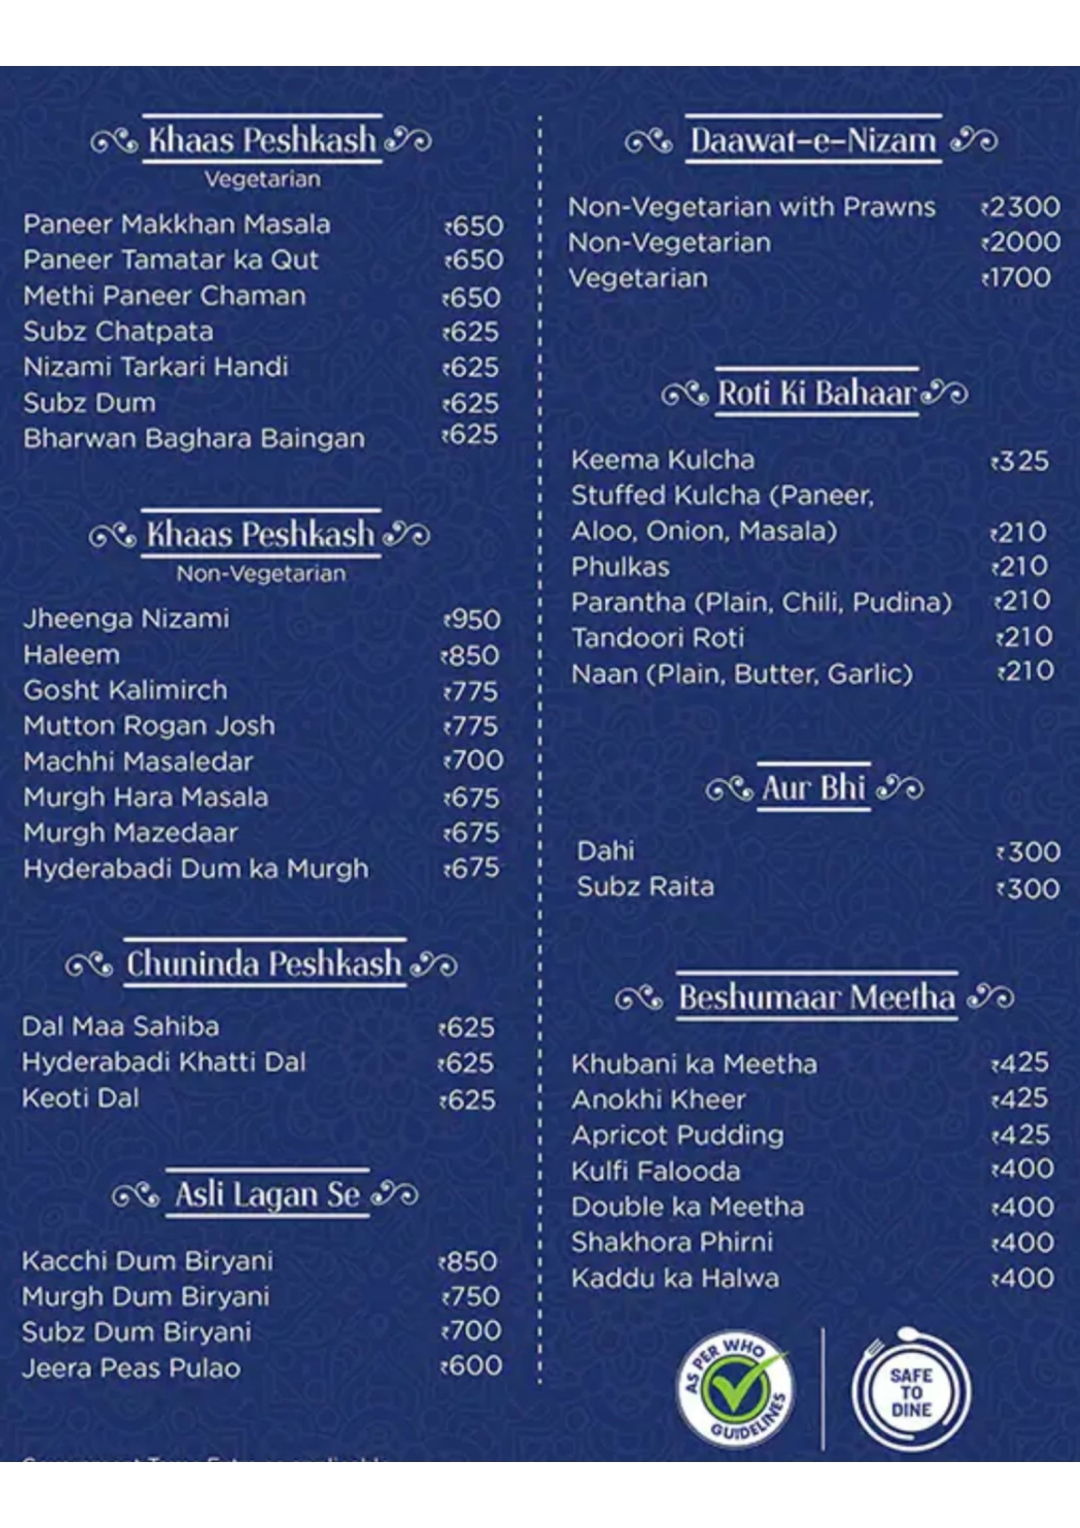 Khaas Peshkash
Vegetarian
Paneer Makkhan Masala ₹650
Paneer Tamatar ka Qut ₹650
Methi Paneer Chaman ₹650
Subz Chatpata ₹625
Nizami Tarkari Handi ₹625
Subz Dum ₹625
Bharwan Baghara Baingan ₹625
Khaas Peshkash
Non-Vegetarian
Jheenga Nizami ₹950
Haleem ₹850
Gosht Kalimirch ₹775
Mutton Rogan Josh ₹775
Machhi Masaledar ₹700
Murgh Hara Masala ₹675
Murgh Mazedaar ₹675
Hyderabadi Dum ka Murgh ₹675
Chuninda Peshkash
Dal Maa Sahiba ₹625
Hyderabadi Khatti Dal ₹625
Keoti Dal ₹625
Asli Lagan Se
Kacchi Dum Biryani ₹850
Murgh Dum Biryani ₹750
Subz Dum Biryani ₹700
Jeera Peas Pulao ₹600
Daawat-e-Nizam
Non-Vegetarian with Prawns ₹2300
Non-Vegetarian ₹2000
Vegetarian ₹1700
Roti Ki Bahaar
Keema Kulcha ₹325
Stuffed Kulcha (Paneer,
Aloo, Onion, Masala) ₹210
Phulkas ₹210
Parantha (Plain, Chili, Pudina) ₹210
Tandoori Roti ₹210
Naan (Plain, Butter, Garlic) ₹210
Aur Bhi
Dahi ₹300
Subz Raita ₹300
Beshumaar Meetha
Khubani ka Meetha ₹425
Anokhi Kheer ₹425
Apricot Pudding ₹425
Kulfi Falooda ₹400
Double ka Meetha ₹400
Shakhora Phirni ₹400
Kaddu ka Halwa ₹400
AS PER WHO
GUIDELINES
SAFE
TO
DINE